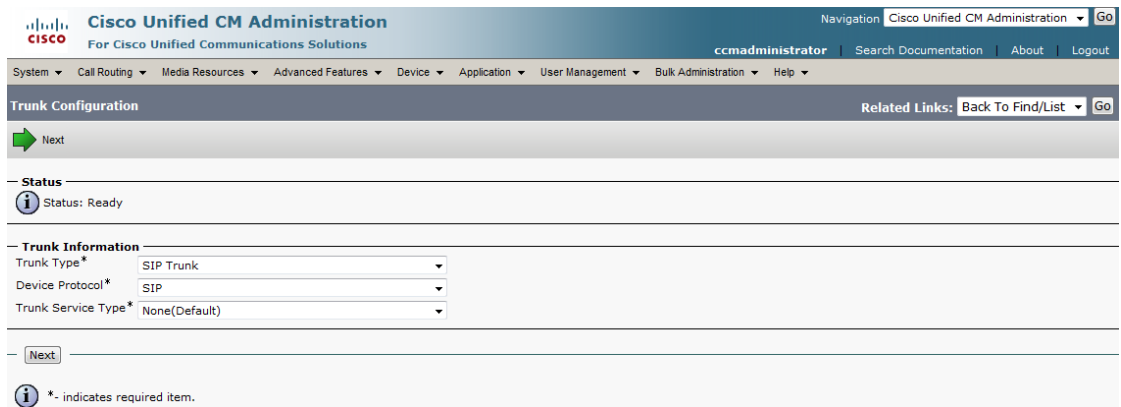 Cisco Unified CM Administration
CISCO
For Cisco Unified Communications Solutions
Navigation Cisco Unified CM Administration Go
ccmadministrator | Search Documentation | About | Logout
System Call Routing Media Resources Advanced Features Device Application User Management Bulk Administration Help
Trunk Configuration
Related Links: Back To Find/List Go
Next
Status
Status: Ready
Trunk Information
Trunk Type* SIP Trunk
Device Protocol* SIP
Trunk Service Type* None(Default)
Next
*- indicates required item.